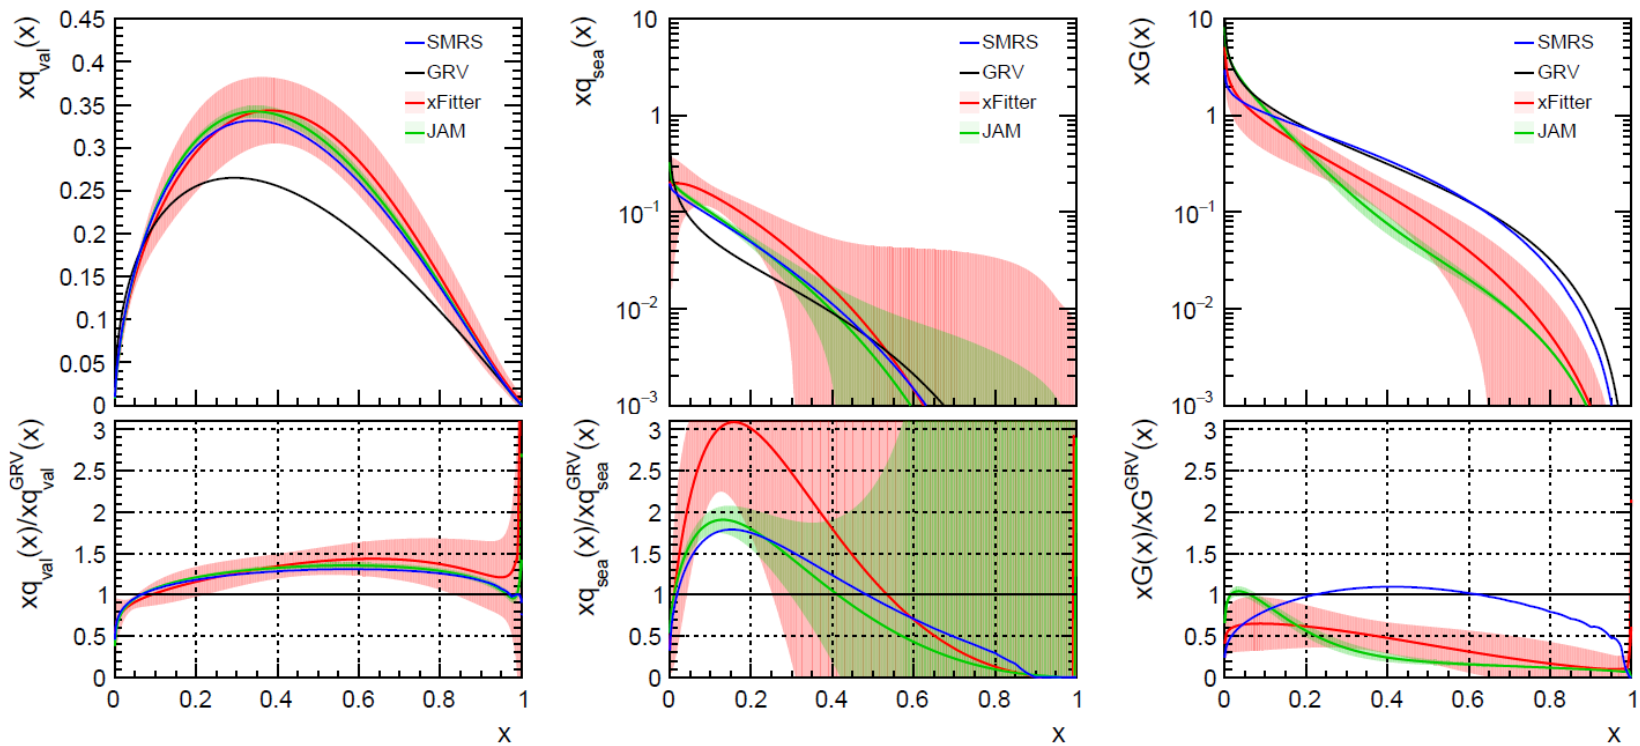 xq_val(x)
0.45
0.4
0.35
0.3
0.25
0.2
0.15
0.1
0.05
0
SMRS
GRV
xFitter
JAM
xq_sea(x)
10
1
10^−1
10^−2
10^−3
SMRS
GRV
xFitter
JAM
xG(x)
10
1
10^−1
10^−2
10^−3
SMRS
GRV
xFitter
JAM
xq_val(x)/xq_val^GRV(x)
3
2.5
2
1.5
1
0.5
0
0 0.2 0.4 0.6 0.8 1
x
xq_sea(x)/xq_sea^GRV(x)
3
2.5
2
1.5
1
0.5
0
0 0.2 0.4 0.6 0.8 1
x
xG(x)/xG^GRV(x)
3
2.5
2
1.5
1
0.5
0
0 0.2 0.4 0.6 0.8 1
x